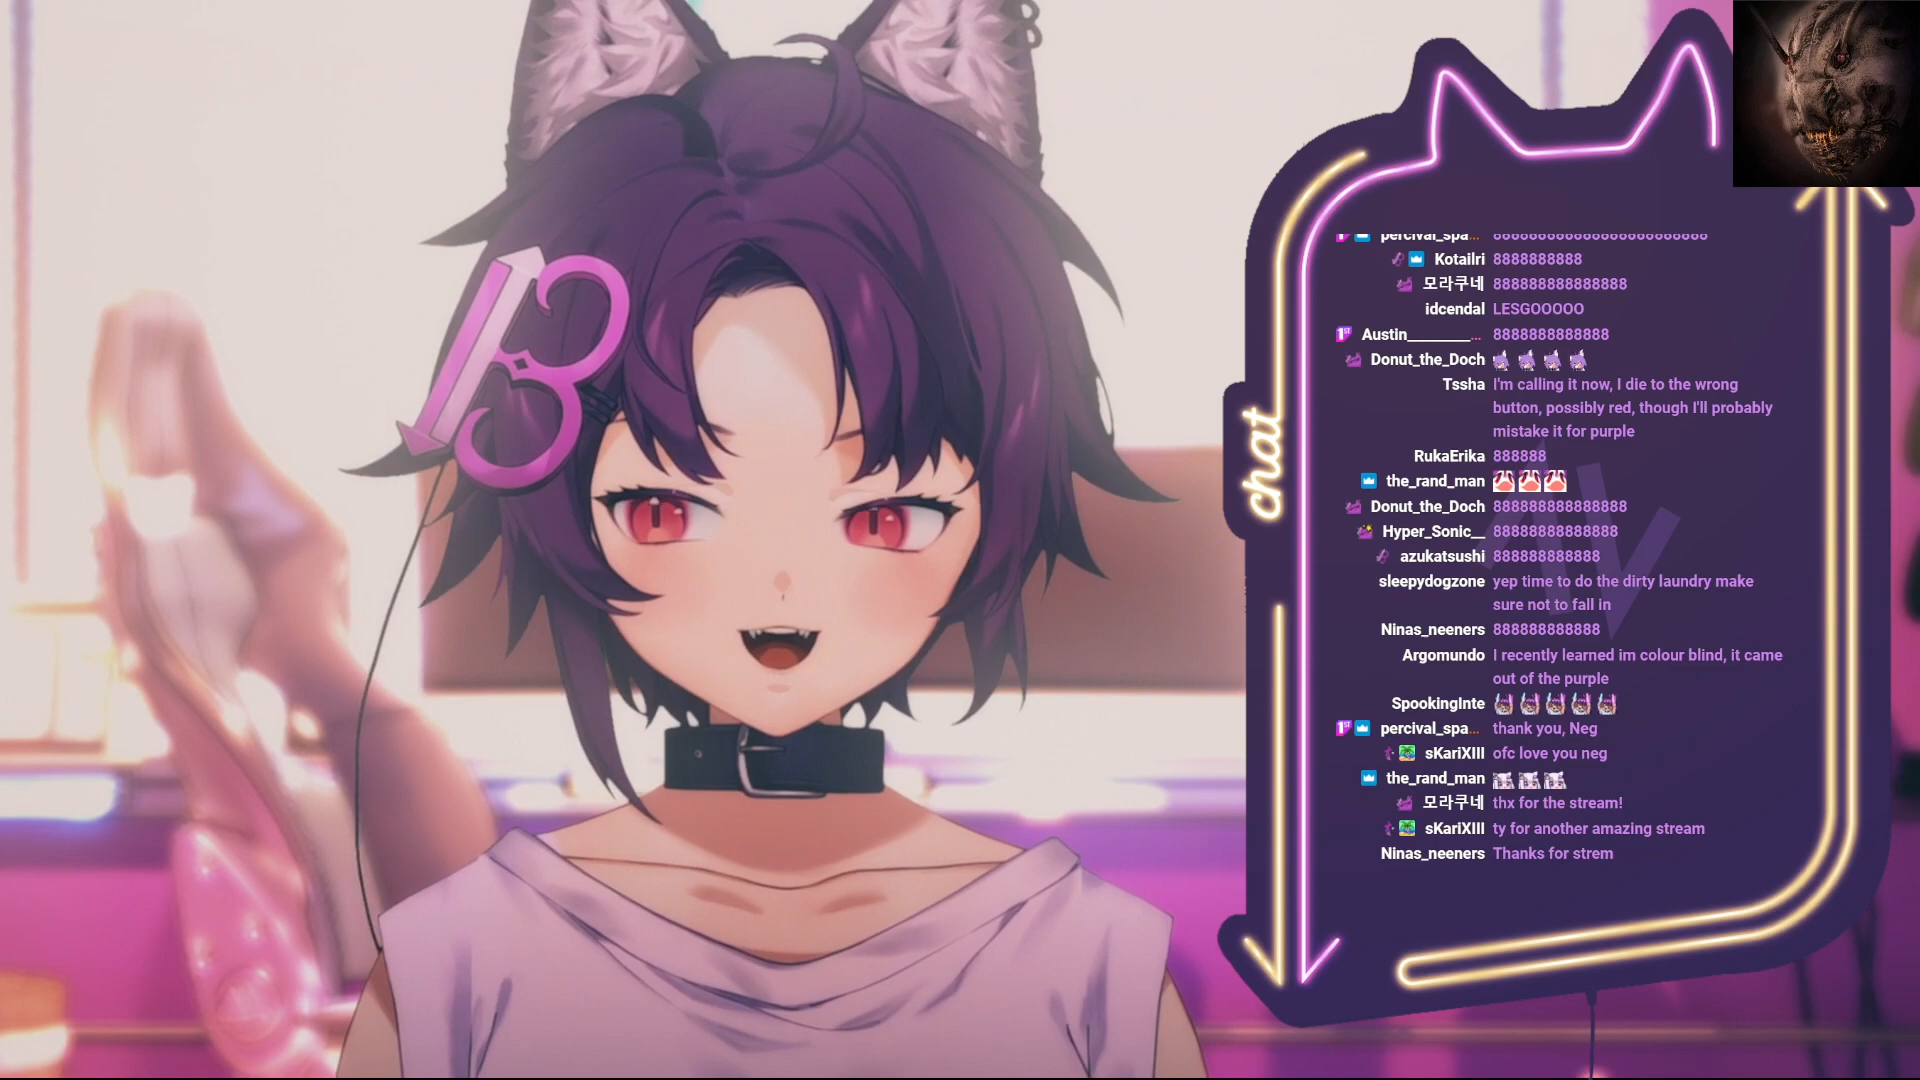 chat
percival_spa... 888888888888888888888888
KotaiIri 8888888888
모라쿠네 888888888888888
idcendal LESGOOOOO
Austin________... 8888888888888
Donut_the_Doch
Tssha I'm calling it now, I die to the wrong
button, possibly red, though I'll probably
mistake it for purple
RukaErika 888888
the_rand_man
Donut_the_Doch 888888888888888
Hyper_Sonic__ 88888888888888
azukatsushi 888888888888
sleepydogzone yep time to do the dirty laundry make
sure not to fall in
Ninas_neeners 888888888888
Argomundo I recently learned im colour blind, it came
out of the purple
SpookingInte
percival_spa... thank you, Neg
sKariXIII ofc love you neg
the_rand_man
모라쿠네 thx for the stream!
sKariXIII ty for another amazing stream
Ninas_neeners Thanks for strem